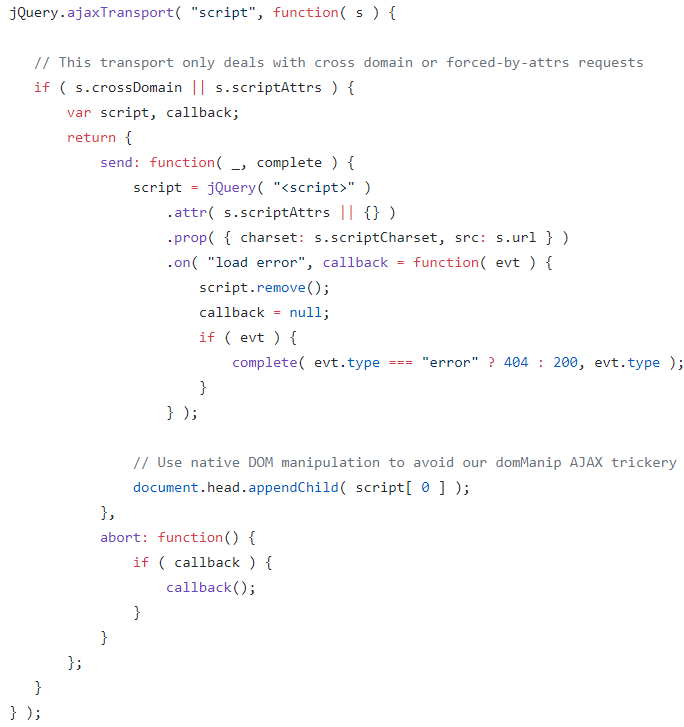 jQuery.ajaxTransport( "script", function( s ) {

   // This transport only deals with cross domain or forced-by-attrs requests
   if ( s.crossDomain || s.scriptAttrs ) {
       var script, callback;
       return {
           send: function( _, complete ) {
               script = jQuery( "<script>" )
                   .attr( s.scriptAttrs || {} )
                   .prop( { charset: s.scriptCharset, src: s.url } )
                   .on( "load error", callback = function( evt ) {
                       script.remove();
                       callback = null;
                       if ( evt ) {
                           complete( evt.type === "error" ? 404 : 200, evt.type );
                       }
                   } );

               // Use native DOM manipulation to avoid our domManip AJAX trickery
               document.head.appendChild( script[ 0 ] );
           },
           abort: function() {
               if ( callback ) {
                   callback();
               }
           }
       };
   }
} );